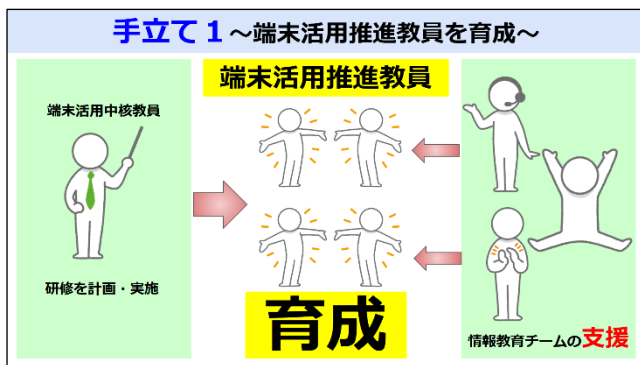 手立て１～端末活用推進教員を育成～
端末活用中核教員
研修を計画・実施
端末活用推進教員
育成
情報教育チームの支援